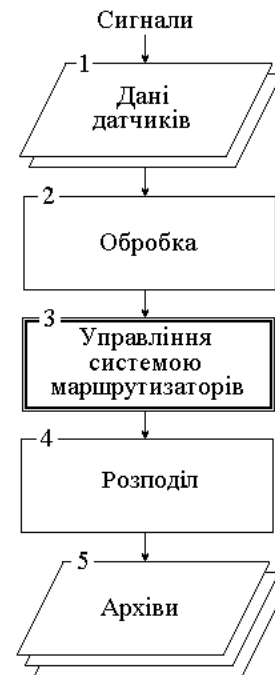 Сигнали
1
Дані
датчиків
2
Обробка
3
Управління
системою
маршрутизаторів
4
Розподіл
5
Архіви